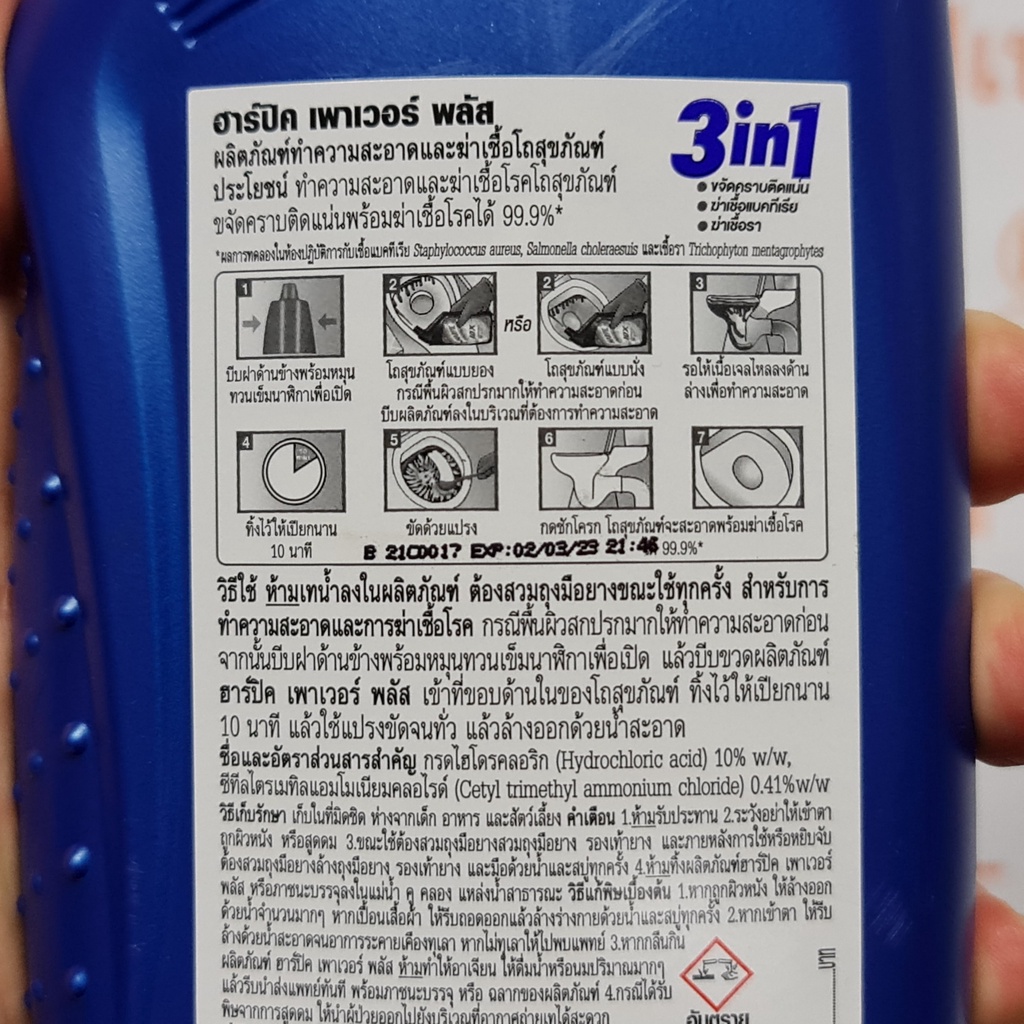 ฮาร์ปิค เพาเวอร์ พลัส
ผลิตภัณฑ์ทำความสะอาดและฆ่าเชื้อโถสุขภัณฑ์
ประโยชน์ ทำความสะอาดและฆ่าเชื้อโรคโถสุขภัณฑ์
ขจัดคราบติดแน่นพร้อมฆ่าเชื้อโรคได้ 99.9%*
3in1
• ขจัดคราบติดแน่น
• ฆ่าเชื้อแบคทีเรีย
• ฆ่าเชื้อรา
*ผลการทดลองในห้องปฏิบัติการกับเชื้อแบคทีเรีย Staphylococcus aureus, Salmonella choleraesuis และเชื้อรา Trichophyton mentagrophytes
1
2
หรือ
2
3
บีบฝาด้านข้างพร้อมหมุน
ทวนเข็มนาฬิกาเพื่อเปิด
โถสุขภัณฑ์แบบยอง
โถสุขภัณฑ์แบบนั่ง
กรณีพื้นผิวสกปรกมากให้ทำความสะอาดก่อน
บีบผลิตภัณฑ์ลงในบริเวณที่ต้องการทำความสะอาด
รอให้เนื้อเจลไหลลงด้าน
ล่างเพื่อทำความสะอาด
4
5
6
7
ทิ้งไว้ให้เปียกนาน
10 นาที
ขัดด้วยแปรง
กดชักโครก โถสุขภัณฑ์จะสะอาดพร้อมฆ่าเชื้อโรค
99.9%*
B 21C0017 EXP:02/03/23 21:46
วิธีใช้ ห้ามเทน้ำลงในผลิตภัณฑ์ ต้องสวมถุงมือยางขณะใช้ทุกครั้ง สำหรับการ
ทำความสะอาดและการฆ่าเชื้อโรค กรณีพื้นผิวสกปรกมากให้ทำความสะอาดก่อน
จากนั้นบีบฝาด้านข้างพร้อมหมุนทวนเข็มนาฬิกาเพื่อเปิด แล้วบีบขวดผลิตภัณฑ์
ฮาร์ปิค เพาเวอร์ พลัส เข้าที่ขอบด้านในของโถสุขภัณฑ์ ทิ้งไว้ให้เปียกนาน
10 นาที แล้วใช้แปรงขัดจนทั่ว แล้วล้างออกด้วยน้ำสะอาด
ชื่อและอัตราส่วนสารสำคัญ กรดไฮโดรคลอริก (Hydrochloric acid) 10% w/w,
ซีทีลไตรเมทิลแอมโมเนียมคลอไรด์ (Cetyl trimethyl ammonium chloride) 0.41%w/w
วิธีเก็บรักษา เก็บในที่มิดชิด ห่างจากเด็ก อาหาร และสัตว์เลี้ยง คำเตือน 1.ห้ามรับประทาน 2.ระวังอย่าให้เข้าตา
ถูกผิวหนัง หรือสูดดม 3.ขณะใช้ต้องสวมถุงมือยางสวมถุงมือยาง รองเท้ายาง และภายหลังการใช้หรือหยิบจับ
ต้องสวมถุงมือยางล้างถุงมือยาง รองเท้ายาง และมือด้วยน้ำและสบู่ทุกครั้ง 4.ห้ามทิ้งผลิตภัณฑ์ฮาร์ปิค เพาเวอร์
พลัส หรือภาชนะบรรจุลงในแม่น้ำ คู คลอง แหล่งน้ำสาธารณะ วิธีแก้พิษเบื้องต้น 1.หากถูกผิวหนัง ให้ล้างออก
ด้วยน้ำจำนวนมากๆ หากเปื้อนเสื้อผ้า ให้รีบถอดออกแล้วล้างร่างกายด้วยน้ำและสบู่ทุกครั้ง 2.หากเข้าตา ให้รีบ
ล้างด้วยน้ำสะอาดจนอาการระคายเคืองทุเลา หากไม่ทุเลาให้ไปพบแพทย์ 3.หากกลืนกิน
ผลิตภัณฑ์ ฮาร์ปิค เพาเวอร์ พลัส ห้ามทำให้อาเจียน ให้ดื่มน้ำหรือนมปริมาณมากๆ
แล้วรีบนำส่งแพทย์ทันที พร้อมภาชนะบรรจุ หรือ ฉลากของผลิตภัณฑ์ 4.กรณีได้รับ
พิษจากการสูดดม ให้นำผู้ป่วยออกไปยังบริเวณที่อากาศถ่ายเทได้สะดวก
อันตราย